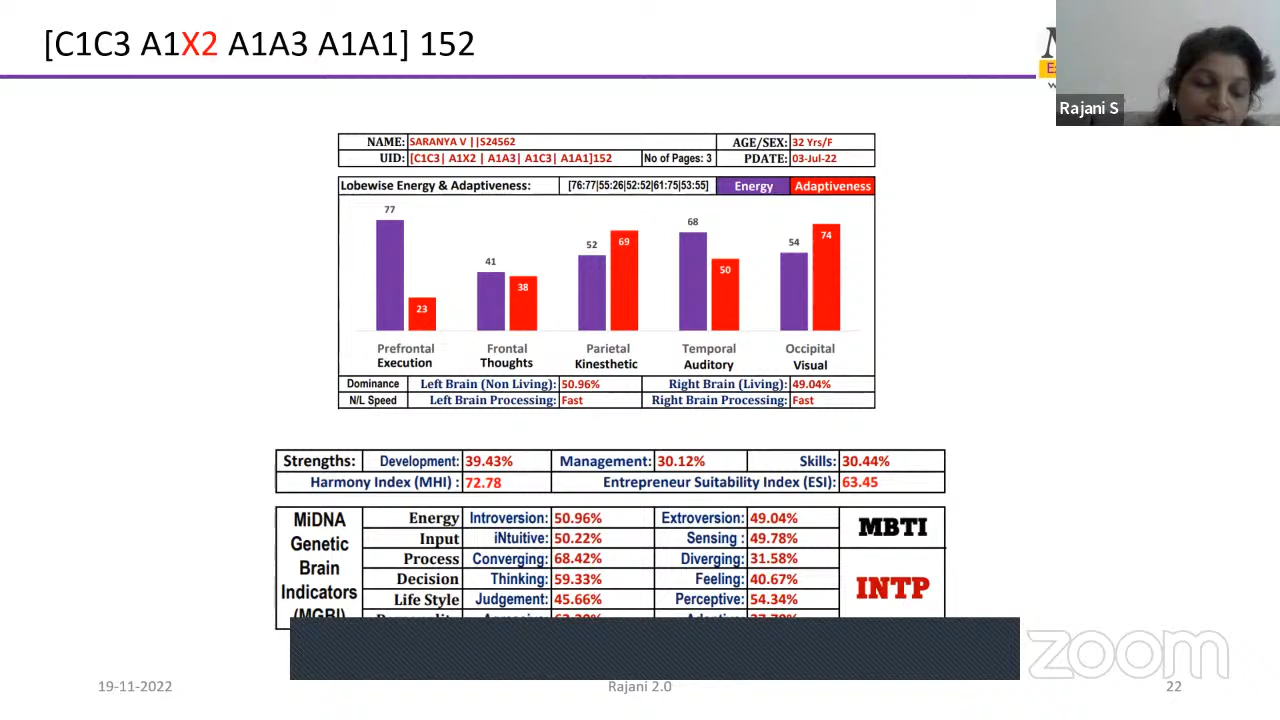 [C1C3 A1X2 A1A3 A1A1] 152
Rajani S
NAME: SARANYA V ||S24562 AGE/SEX: 32 Yrs/F
UID: [C1C3| A1X2 | A1A3| A1C3| A1A1]152 No of Pages: 3 PDATE: 03-Jul-22
Lobewise Energy & Adaptiveness: [76:77|55:26|52:52|61:75|53:55] Energy Adaptiveness
77 23 41 38 52 69 68 50 54 74
Prefrontal Frontal Parietal Temporal Occipital
Execution Thoughts Kinesthetic Auditory Visual
Dominance Left Brain (Non Living): 50.96% Right Brain (Living): 49.04%
N/L Speed Left Brain Processing: Fast Right Brain Processing: Fast
Strengths: Development: 39.43% Management: 30.12% Skills: 30.44%
Harmony Index (MHI) : 72.78 Entrepreneur Suitability Index (ESI): 63.45
MiDNA Genetic Brain Indicators (MGBI)
Energy Introversion: 50.96% Extroversion: 49.04% MBTI
Input iNtuitive: 50.22% Sensing : 49.78%
Process Converging: 68.42% Diverging: 31.58%
Decision Thinking: 59.33% Feeling: 40.67% INTP
Life Style Judgement: 45.66% Perceptive: 54.34%
zoom
19-11-2022 Rajani 2.0 22